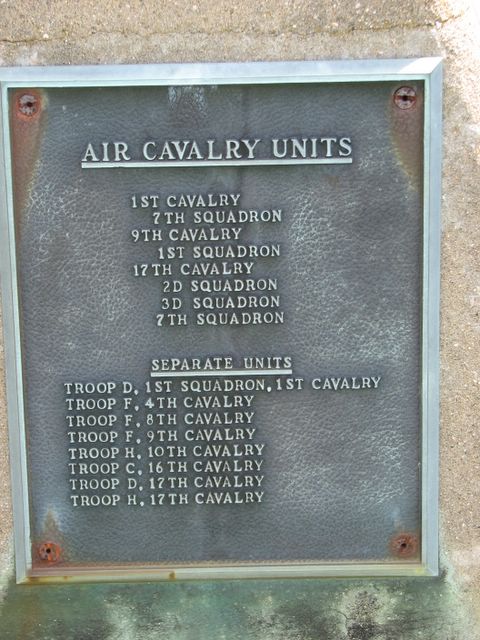 AIR CAVALRY UNITS
1ST CAVALRY
7TH SQUADRON
9TH CAVALRY
1ST SQUADRON
17TH CAVALRY
2D SQUADRON
3D SQUADRON
7TH SQUADRON
SEPARATE UNITS
TROOP D, 1ST SQUADRON, 1ST CAVALRY
TROOP F, 4TH CAVALRY
TROOP F, 8TH CAVALRY
TROOP F, 9TH CAVALRY
TROOP H, 10TH CAVALRY
TROOP C, 16TH CAVALRY
TROOP D, 17TH CAVALRY
TROOP H, 17TH CAVALRY